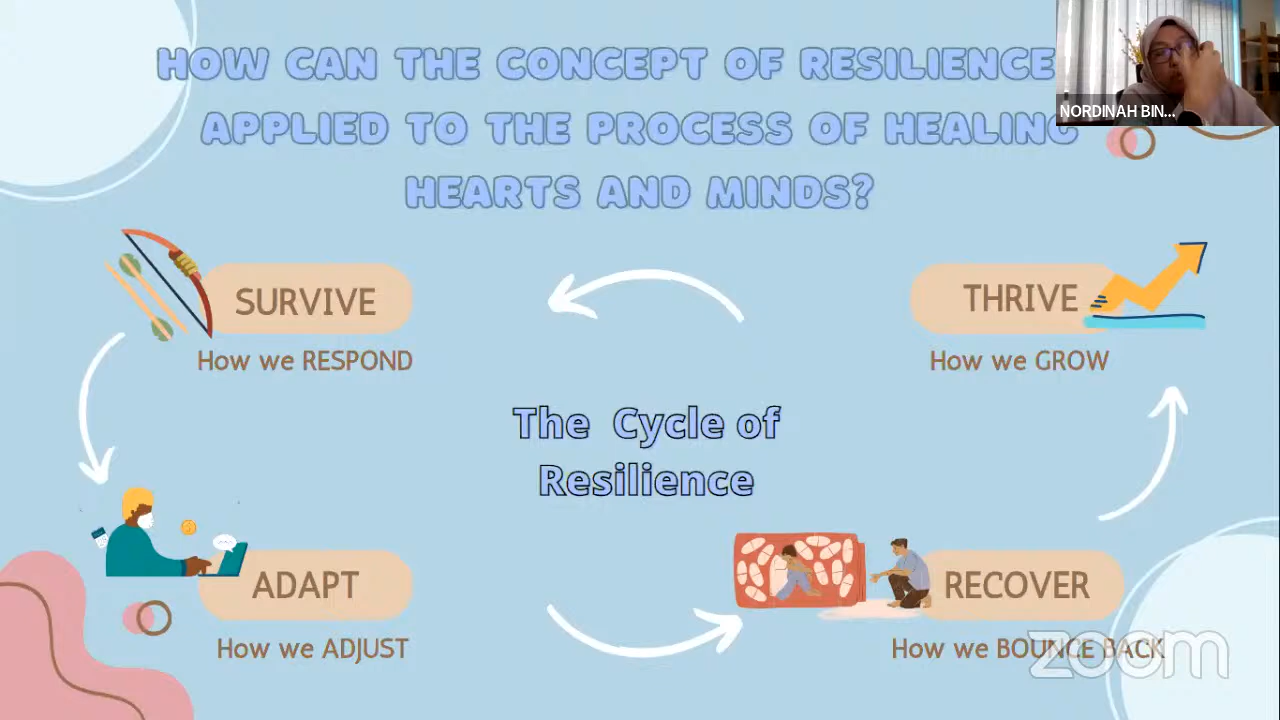 HOW CAN THE CONCEPT OF RESILIENCE
APPLIED TO THE PROCESS OF HEALING
HEARTS AND MINDS?
NORDINAH BIN...
SURVIVE
How we RESPOND
THRIVE
How we GROW
The Cycle of
Resilience
ADAPT
How we ADJUST
RECOVER
How we BOUNCE BACK
zoom